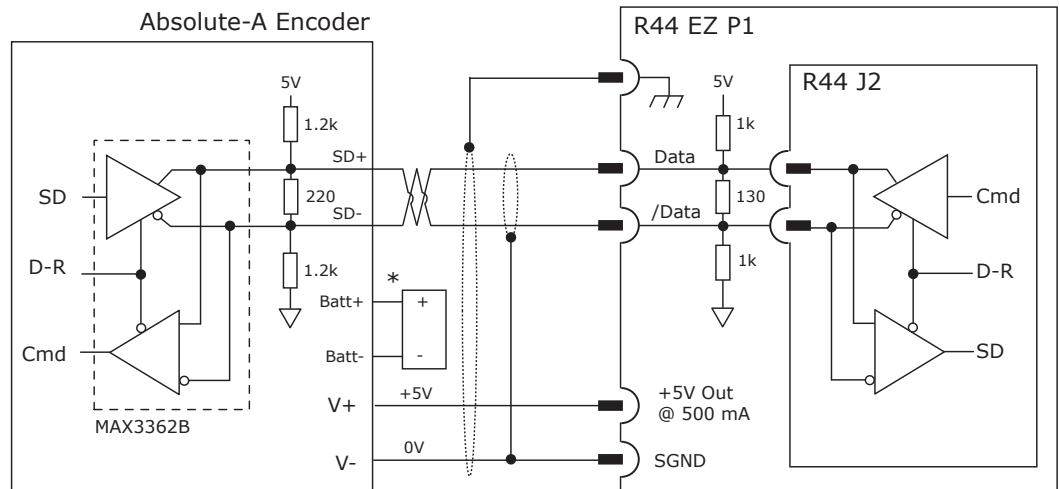 Absolute-A Encoder
R44 EZ P1
R44 J2
5V
1.2k
5V
1k
SD+
Data
SD
220
130
Cmd
SD-
/Data
D-R
1.2k
1k
D-R
*
Batt+
+
Cmd
SD
Batt-
-
MAX3362B
V+
+5V
+5V Out
@ 500 mA
V-
0V
SGND